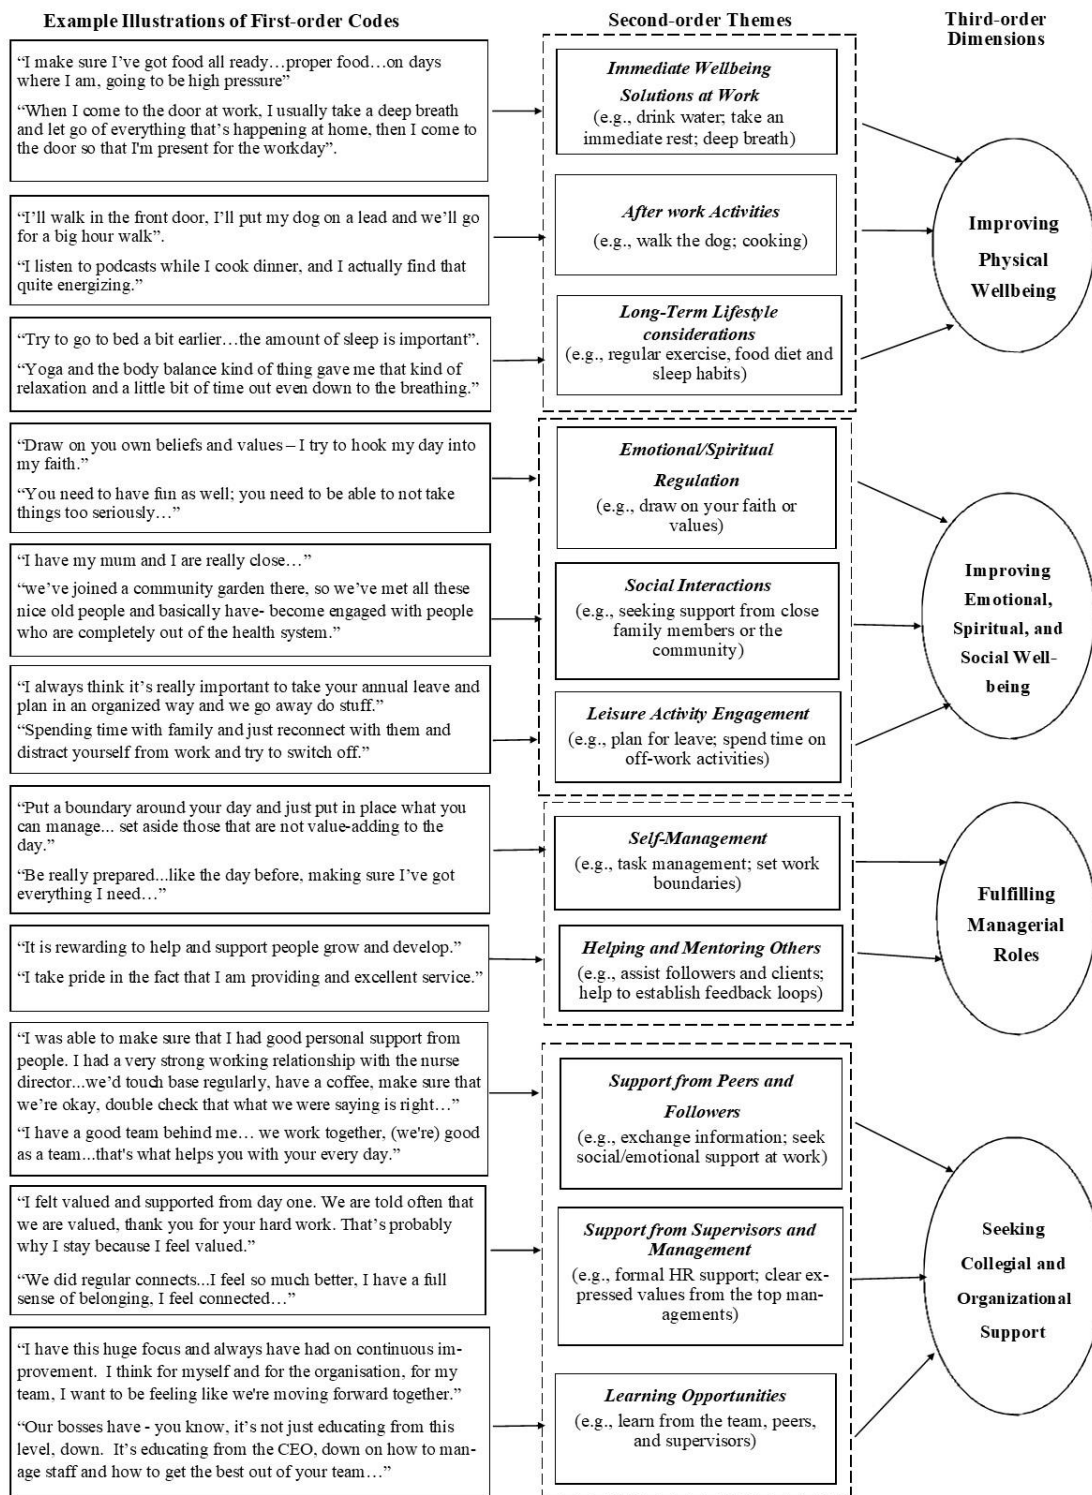 Example Illustrations of First-order Codes
Second-order Themes
Third-order
Dimensions
“I make sure I’ve got food all ready…proper food…on days
where I am, going to be high pressure”
“When I come to the door at work, I usually take a deep breath
and let go of everything that’s happening at home, then I come to
the door so that I'm present for the workday”.
Immediate Wellbeing
Solutions at Work
(e.g., drink water; take an
immediate rest; deep breath)
“I’ll walk in the front door, I’ll put my dog on a lead and we’ll go
for a big hour walk”.
“I listen to podcasts while I cook dinner, and I actually find that
quite energizing.”
After work Activities
(e.g., walk the dog; cooking)
“Try to go to bed a bit earlier…the amount of sleep is important”.
“Yoga and the body balance kind of thing gave me that kind of
relaxation and a little bit of time out even down to the breathing.”
Long-Term Lifestyle
considerations
(e.g., regular exercise, food diet and
sleep habits)
Improving
Physical
Wellbeing
“Draw on you own beliefs and values – I try to hook my day into
my faith.”
“You need to have fun as well; you need to be able to not take
things too seriously…”
Emotional/Spiritual
Regulation
(e.g., draw on your faith or
values)
“I have my mum and I are really close…”
“we’ve joined a community garden there, so we’ve met all these
nice old people and basically have- become engaged with people
who are completely out of the health system.”
Social Interactions
(e.g., seeking support from close
family members or the
community)
“I always think it’s really important to take your annual leave and
plan in an organized way and we go away do stuff.”
“Spending time with family and just reconnect with them and
distract yourself from work and try to switch off.”
Leisure Activity Engagement
(e.g., plan for leave; spend time on
off-work activities)
Improving
Emotional,
Spiritual, and
Social Well-
being
“Put a boundary around your day and just put in place what you
can manage... set aside those that are not value-adding to the
day.”
“Be really prepared...like the day before, making sure I’ve got
everything I need…”
Self-Management
(e.g., task management; set work
boundaries)
“It is rewarding to help and support people grow and develop.”
“I take pride in the fact that I am providing and excellent service.”
Helping and Mentoring Others
(e.g., assist followers and clients;
help to establish feedback loops)
Fulfilling
Managerial
Roles
“I was able to make sure that I had good personal support from
people. I had a very strong working relationship with the nurse
director...we’d touch base regularly, have a coffee, make sure that
we’re okay, double check that what we were saying is right…”
“I have a good team behind me… we work together, (we're) good
as a team...that's what helps you with your every day.”
Support from Peers and
Followers
(e.g., exchange information; seek
social/emotional support at work)
“I felt valued and supported from day one. We are told often that
we are valued, thank you for your hard work. That’s probably
why I stay because I feel valued.”
“We did regular connects...I feel so much better, I have a full
sense of belonging, I feel connected…”
Support from Supervisors and
Management
(e.g., formal HR support; clear ex-
pressed values from the top man-
agements)
“I have this huge focus and always have had on continuous im-
provement. I think for myself and for the organisation, for my
team, I want to be feeling like we're moving forward together.”
“Our bosses have - you know, it’s not just educating from this
level, down. It’s educating from the CEO, down on how to man-
age staff and how to get the best out of your team…”
Learning Opportunities
(e.g., learn from the team, peers,
and supervisors)
Seeking
Collegial and
Organizational
Support